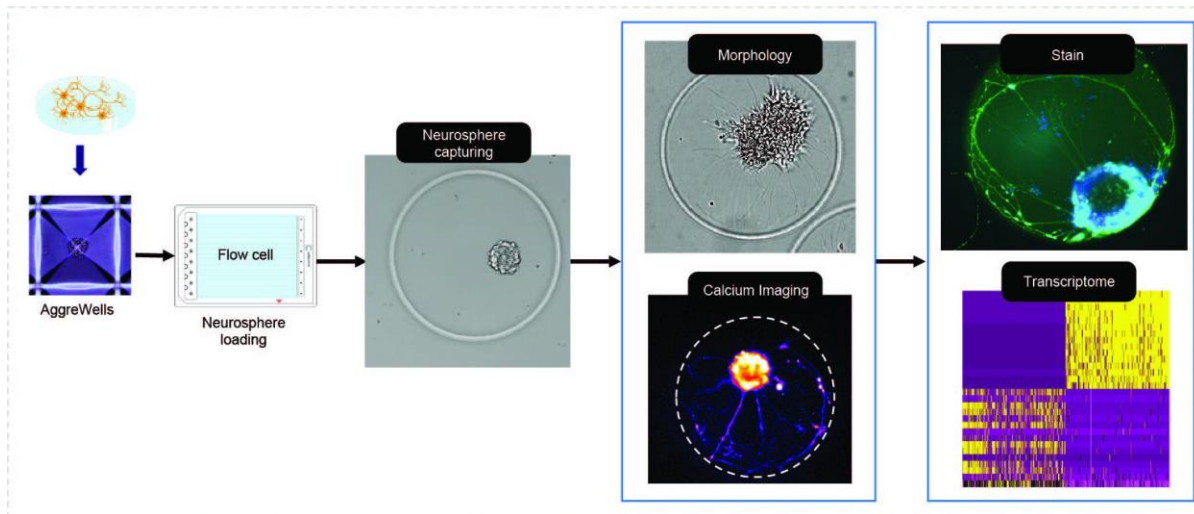 AggreWells
Flow cell
Neurosphere
loading
Neurosphere
capturing
Morphology
Calcium Imaging
Stain
Transcriptome